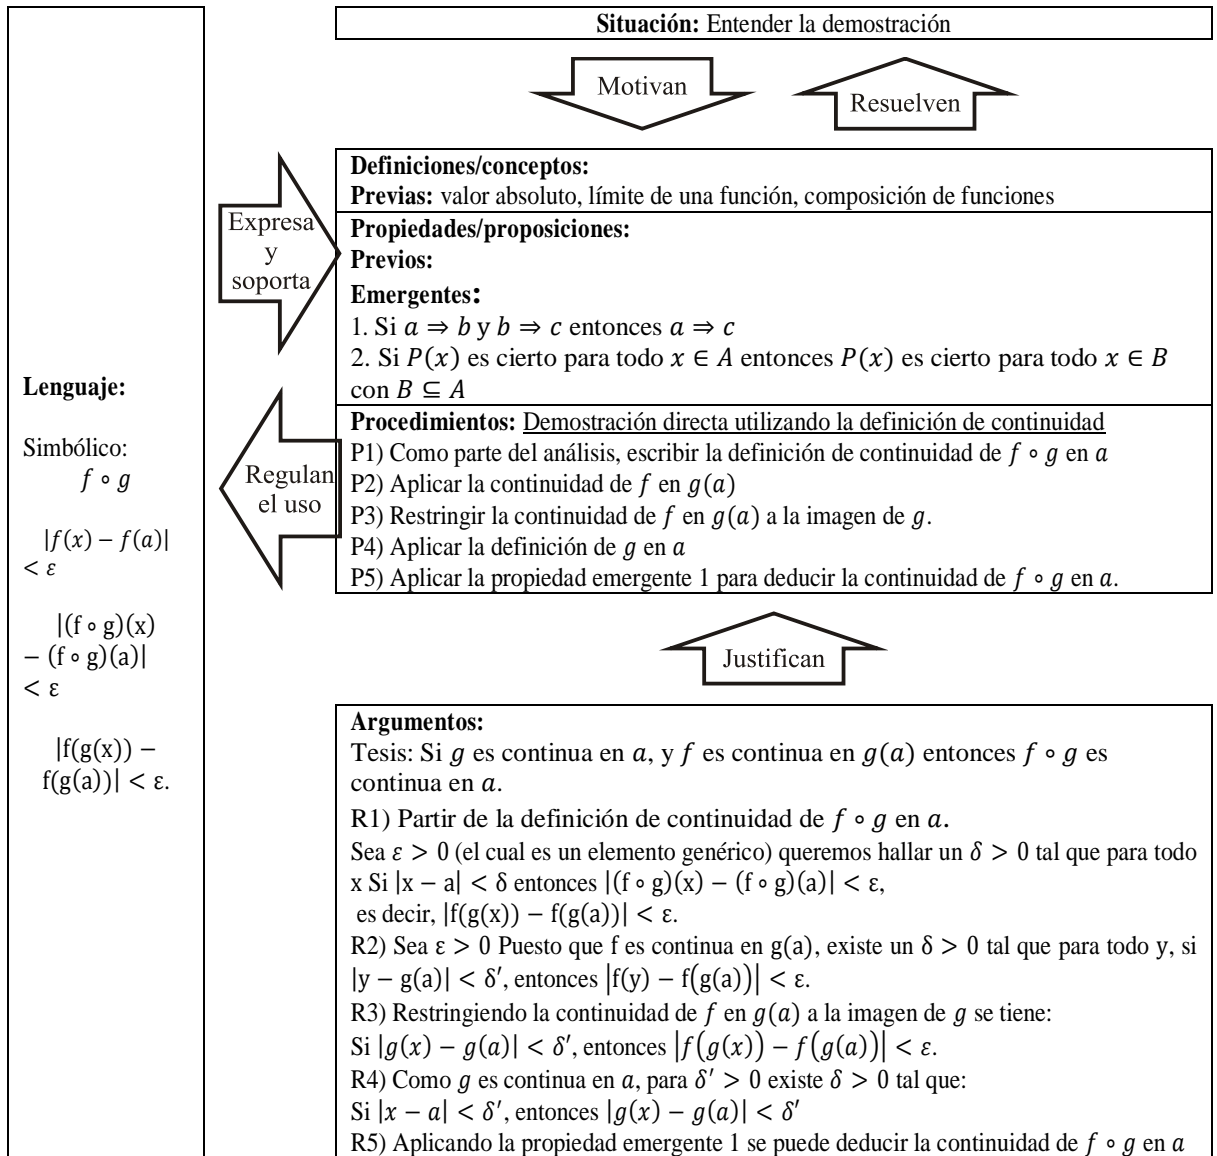 Situación: Entender la demostración
Motivan
Resuelven
Definiciones/conceptos:
Previas: valor absoluto, límite de una función, composición de funciones
Expresa
y
soporta
Propiedades/proposiciones:
Previos:
Emergentes:
1. Si a ⇒ b y b ⇒ c entonces a ⇒ c
2. Si P(x) es cierto para todo x ∈ A entonces P(x) es cierto para todo x ∈ B
con B ⊆ A
Lenguaje:
Simbólico:
f ∘ g
|f(x) − f(a)|
< ε
|(f ∘ g)(x)
− (f ∘ g)(a)|
< ε
|f(g(x)) −
f(g(a))| < ε.
Regulan
el uso
Procedimientos: Demostración directa utilizando la definición de continuidad
P1) Como parte del análisis, escribir la definición de continuidad de f ∘ g en a
P2) Aplicar la continuidad de f en g(a)
P3) Restringir la continuidad de f en g(a) a la imagen de g.
P4) Aplicar la definición de g en a
P5) Aplicar la propiedad emergente 1 para deducir la continuidad de f ∘ g en a.
Justifican
Argumentos:
Tesis: Si g es continua en a, y f es continua en g(a) entonces f ∘ g es
continua en a.
R1) Partir de la definición de continuidad de f ∘ g en a.
Sea ε > 0 (el cual es un elemento genérico) queremos hallar un δ > 0 tal que para todo
x Si |x − a| < δ entonces |(f ∘ g)(x) − (f ∘ g)(a)| < ε,
es decir, |f(g(x)) − f(g(a))| < ε.
R2) Sea ε > 0 Puesto que f es continua en g(a), existe un δ > 0 tal que para todo y, si
|y − g(a)| < δ′, entonces |f(y) − f(g(a))| < ε.
R3) Restringiendo la continuidad de f en g(a) a la imagen de g se tiene:
Si |g(x) − g(a)| < δ′, entonces |f(g(x)) − f(g(a))| < ε.
R4) Como g es continua en a, para δ′ > 0 existe δ > 0 tal que:
Si |x − a| < δ′, entonces |g(x) − g(a)| < δ′
R5) Aplicando la propiedad emergente 1 se puede deducir la continuidad de f ∘ g en a